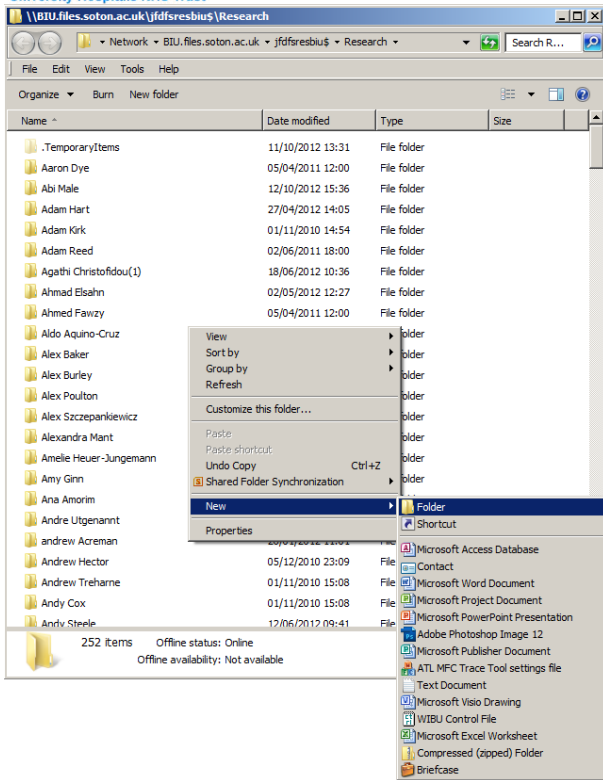 \\BIU.files.soton.ac.uk\jfdfsresbiu$\Research
Network BIU.files.soton.ac.uk jfdfsresbiu$ Research
Search R...
File Edit View Tools Help
Organize Burn New folder
Name Date modified Type Size
.TemporaryItems 11/10/2012 13:31 File folder
Aaron Dye 05/04/2011 12:00 File folder
Abi Male 12/10/2012 15:36 File folder
Adam Hart 27/04/2012 14:05 File folder
Adam Kirk 01/11/2010 14:54 File folder
Adam Reed 02/06/2011 18:00 File folder
Agathi Christofidou(1) 18/06/2012 10:36 File folder
Ahmad Elsahn 02/05/2012 12:27 File folder
Ahmed Fawzy 05/04/2011 12:00 File folder
Aldo Aquino-Cruz
Alex Baker
Alex Burley
Alex Poulton
Alex Szczepankiewicz
Alexandra Mant
Amelie Heuer-Jungemann
Amy Ginn
Ana Amorim
Andre Utgenannt
andrew Acreman
Andrew Hector 05/12/2010 23:09 File
Andrew Treharne 01/11/2010 15:08 File
Andy Cox 01/11/2010 15:08 File
Andy Steele 12/06/2012 09:41 File
View
Sort by
Group by
Refresh
Customize this folder...
Paste
Paste shortcut
Undo Copy Ctrl+Z
Shared Folder Synchronization
New
Properties
Folder
Shortcut
Microsoft Access Database
Contact
Microsoft Word Document
Microsoft Project Document
Microsoft PowerPoint Presentation
Adobe Photoshop Image 12
Microsoft Publisher Document
ATL MFC Trace Tool settings file
Text Document
Microsoft Visio Drawing
WIBU Control File
Microsoft Excel Worksheet
Compressed (zipped) Folder
Briefcase
252 items Offline status: Online
Offline availability: Not available